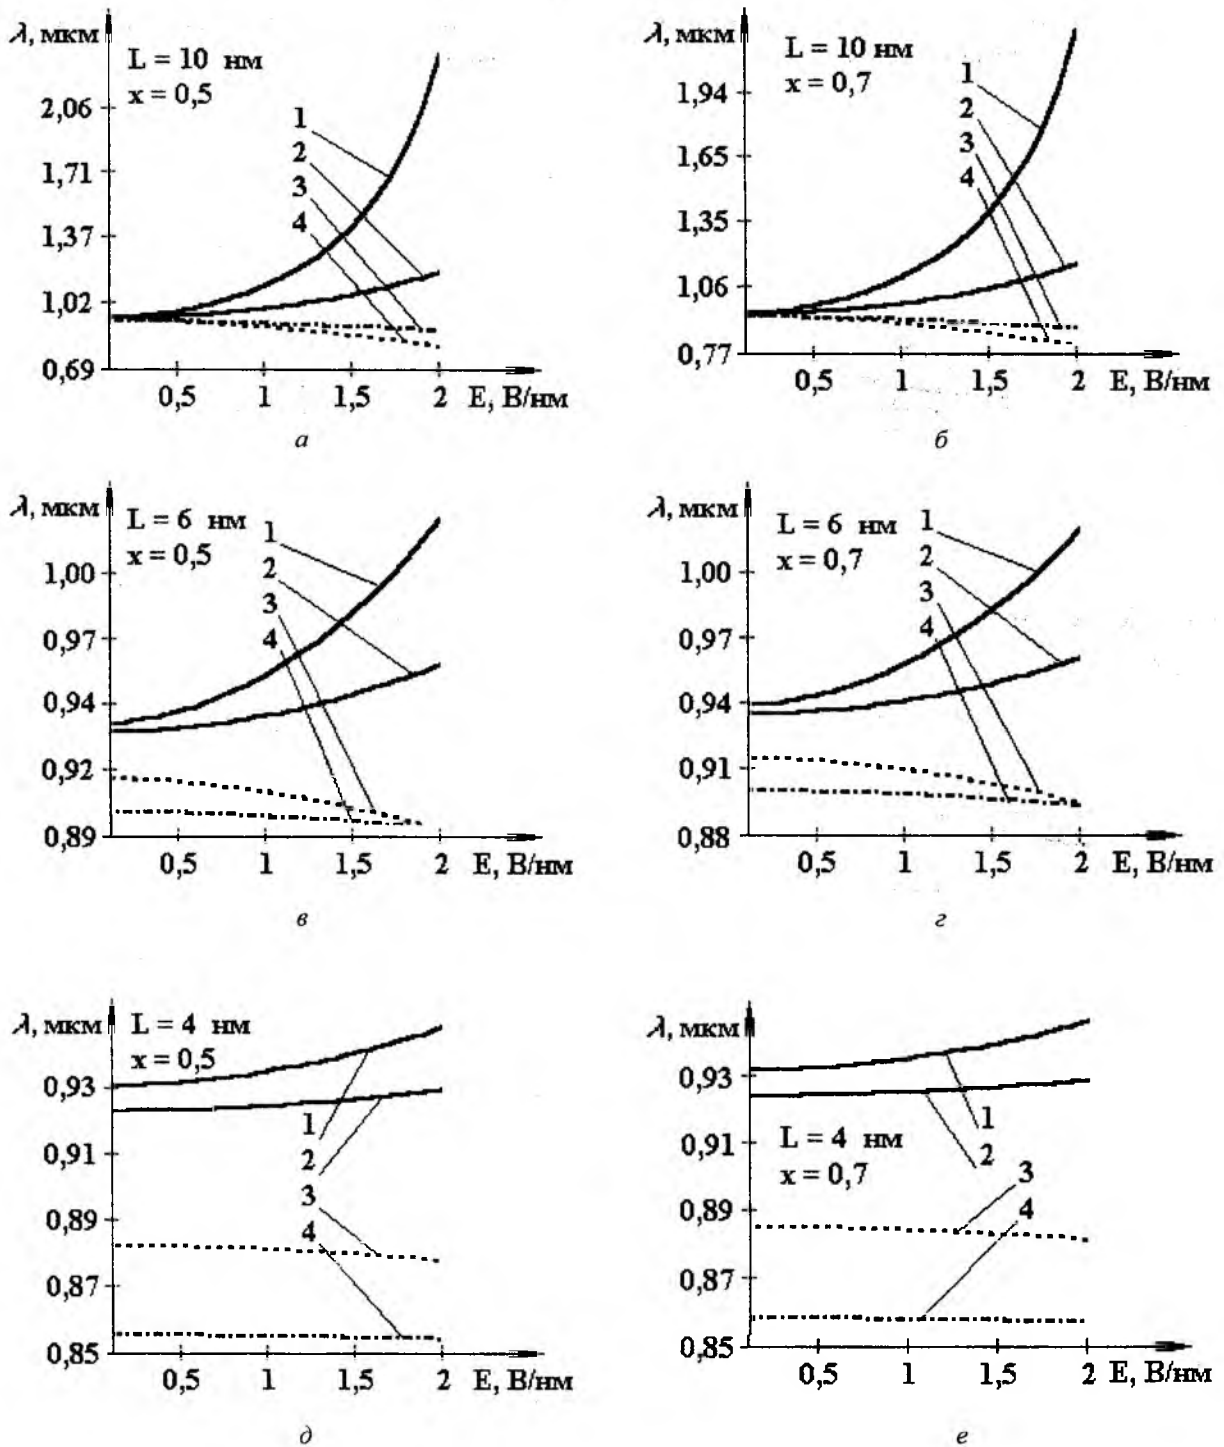 λ, мкм
L = 10 нм
x = 0,5
2,06
1,71
1,37
1,02
0,69
1
2
3
4
0,5 1 1,5 2 E, В/нм
а
λ, мкм
L = 10 нм
x = 0,7
1,94
1,65
1,35
1,06
0,77
1
2
3
4
0,5 1 1,5 2 E, В/нм
б
λ, мкм
L = 6 нм
x = 0,5
1,00
0,97
0,94
0,92
0,89
1
2
3
4
0,5 1 1,5 2 E, В/нм
в
λ, мкм
L = 6 нм
x = 0,7
1,00
0,97
0,94
0,91
0,88
1
2
3
4
0,5 1 1,5 2 E, В/нм
г
λ, мкм
L = 4 нм
x = 0,5
0,93
0,91
0,89
0,87
0,85
1
2
3
4
0,5 1 1,5 2 E, В/нм
д
λ, мкм
0,93
0,91
0,89
0,87
0,85
L = 4 нм
x = 0,7
1
2
3
4
0,5 1 1,5 2 E, В/нм
е